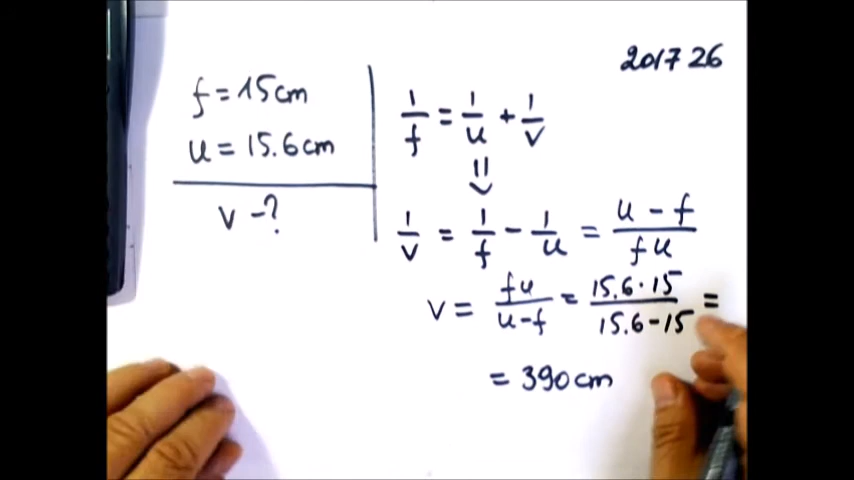 2017 26
f = 15cm
u = 15.6cm
v - ?
1/f = 1/u + 1/v
⇓
1/v = 1/f - 1/u = (u - f)/(fu)
v = fu/(u-f) = (15.6·15)/(15.6-15) =
= 390cm